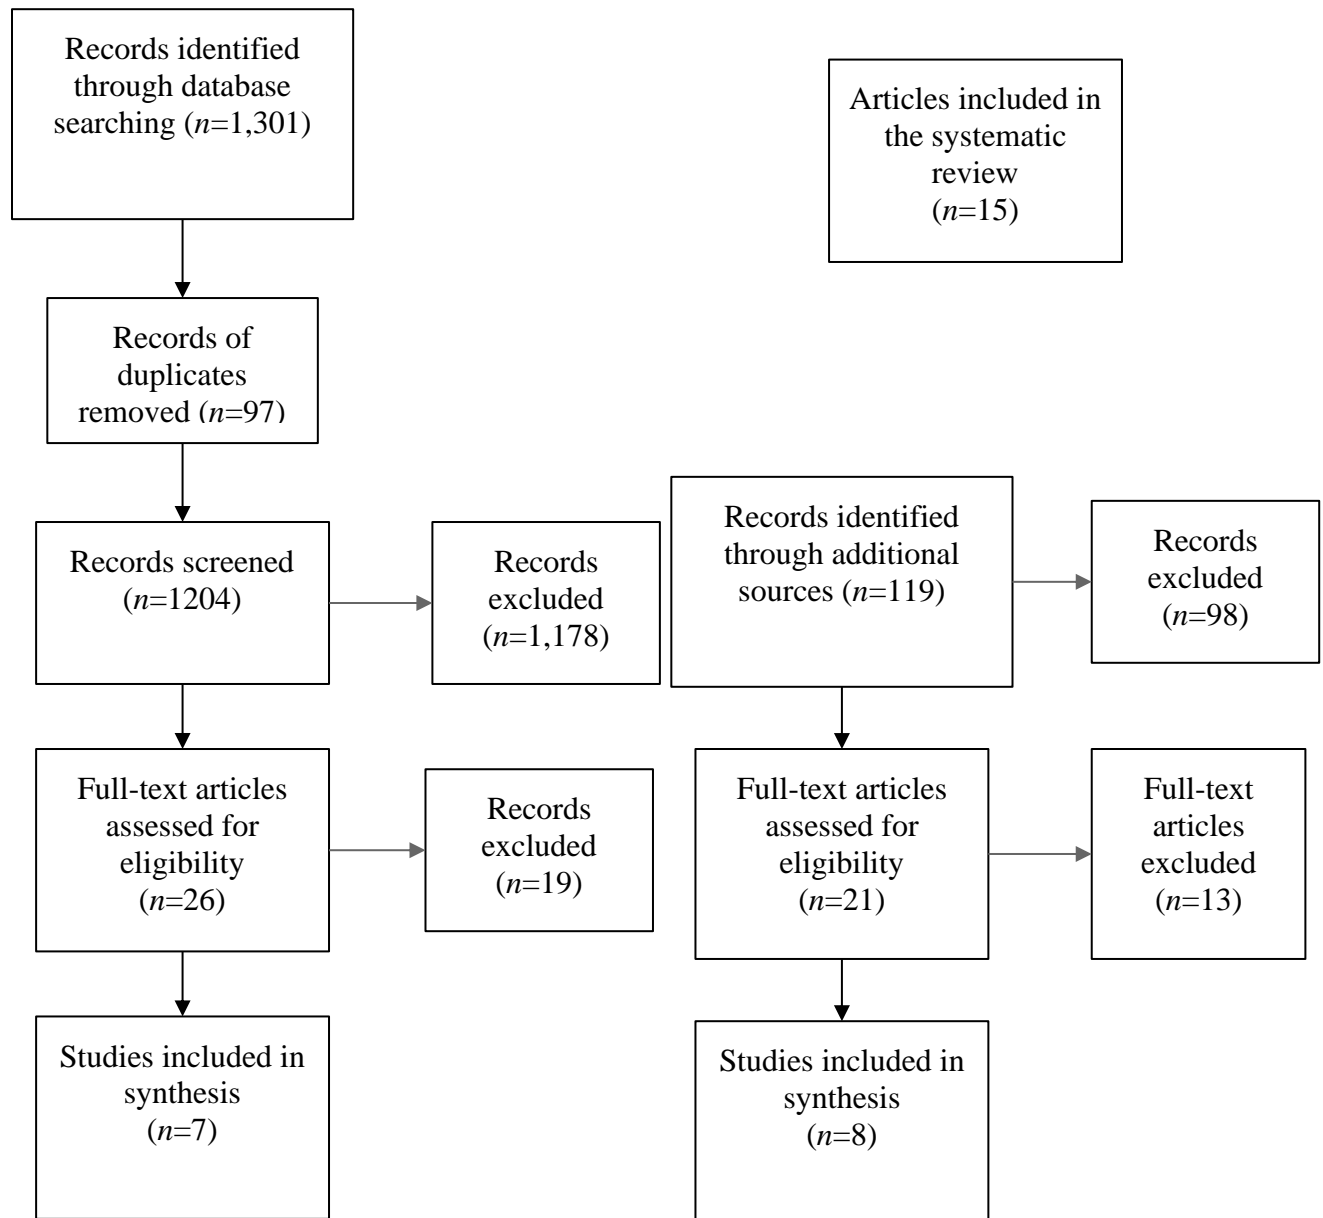 Records identified
through database
searching (n=1,301)
Articles included in
the systematic
review
(n=15)
Records of
duplicates
removed (n=97)
Records screened
(n=1204)
Records
excluded
(n=1,178)
Records identified
through additional
sources (n=119)
Records
excluded
(n=98)
Full-text articles
assessed for
eligibility
(n=26)
Records
excluded
(n=19)
Full-text articles
assessed for
eligibility
(n=21)
Full-text
articles
excluded
(n=13)
Studies included in
synthesis
(n=7)
Studies included in
synthesis
(n=8)